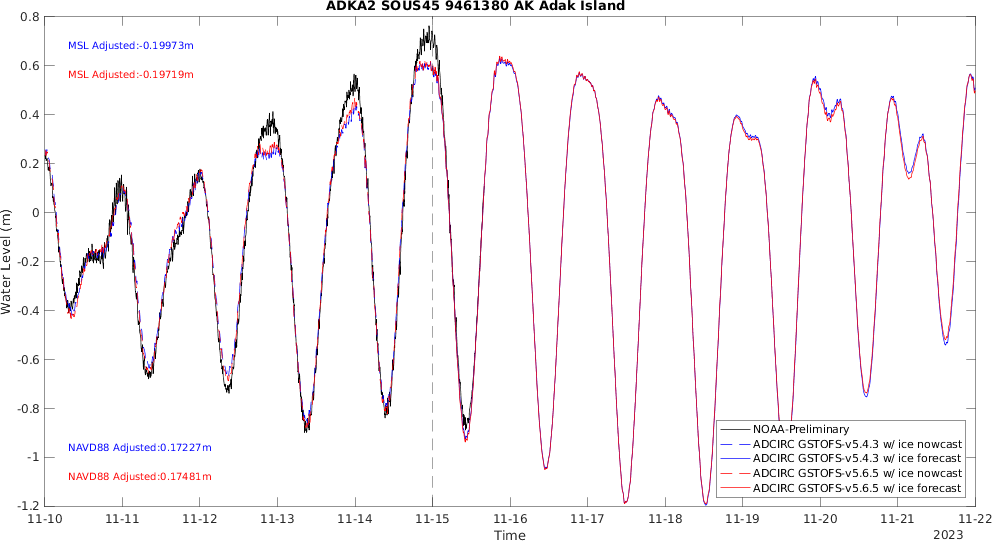 ADKA2 SOUS45 9461380 AK Adak Island
0.8
0.6
0.4
0.2
0
-0.2
-0.4
-0.6
-0.8
-1
-1.2
Water Level (m)
MSL Adjusted:-0.19973m
MSL Adjusted:-0.19719m
NAVD88 Adjusted:0.17227m
NAVD88 Adjusted:0.17481m
NOAA-Preliminary
ADCIRC GSTOFS-v5.4.3 w/ ice nowcast
ADCIRC GSTOFS-v5.4.3 w/ ice forecast
ADCIRC GSTOFS-v5.6.5 w/ ice nowcast
ADCIRC GSTOFS-v5.6.5 w/ ice forecast
11-10 11-11 11-12 11-13 11-14 11-15 11-16 11-17 11-18 11-19 11-20 11-21 11-22
Time
2023